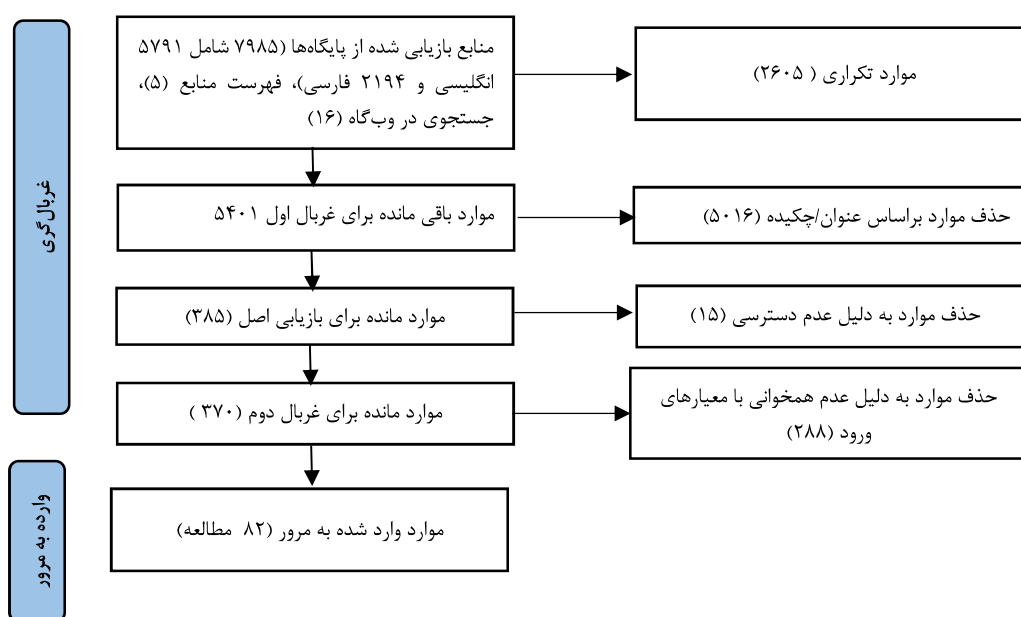 غربال‌گری
منابع بازیابی شده از پایگاه‌ها (۷۹۸۵ شامل ۵۷۹۱
انگلیسی و ۲۱۹۴ فارسی)، فهرست منابع (۵)،
جستجوی در وب‌گاه (۱۶)
موارد تکراری ( ۲۶۰۵)
موارد باقی مانده برای غربال اول ۵۴۰۱
حذف موارد براساس عنوان/چکیده (۵۰۱۶)
موارد مانده برای بازیابی اصل (۳۸۵)
حذف موارد به دلیل عدم دسترسی (۱۵)
موارد مانده برای غربال دوم (۳۷۰ )
حذف موارد به دلیل عدم همخوانی با معیارهای
ورود (۲۸۸)
وارده به مرور
موارد وارد شده به مرور (۸۲ مطالعه)